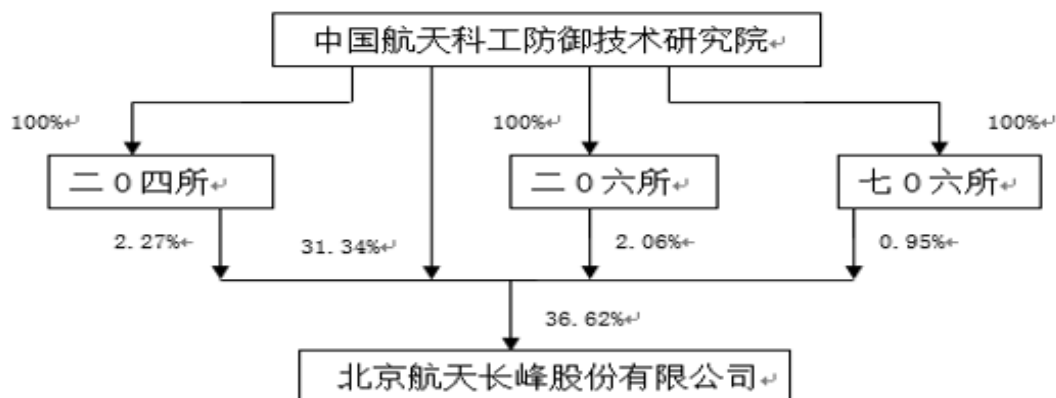 中国航天科工防御技术研究院↵
100%↵
100%↵
100%↵
二０四所↵
二０六所↵
七０六所↵
2.27%←
31.34%↵
2.06%←
0.95%←
36.62%↵
北京航天长峰股份有限公司↵